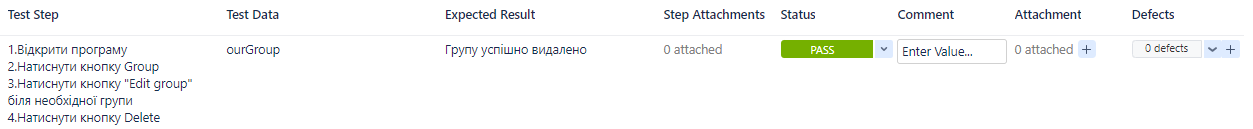 Test Step Test Data Expected Result Step Attachments Status Comment Attachment Defects
1.Відкрити програму ourGroup Групу успішно видалено 0 attached PASS Enter Value... 0 attached + 0 defects +
2.Натиснути кнопку Group
3.Натиснути кнопку "Edit group"
біля необхідної групи
4.Натиснути кнопку Delete